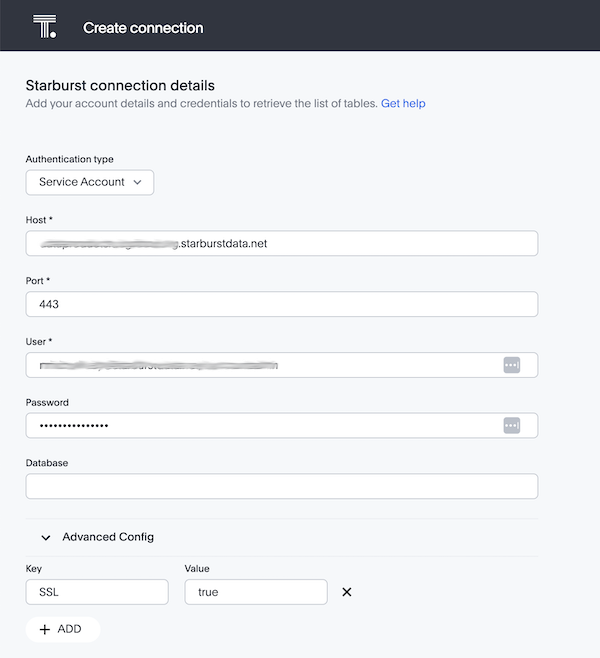 T.
Create connection
Starburst connection details
Add your account details and credentials to retrieve the list of tables. Get help
Authentication type
Service Account
Host *
.starburstdata.net
Port *
443
User *
Password
•••••••••••••••
Database
Advanced Config
Key Value
SSL true
ADD